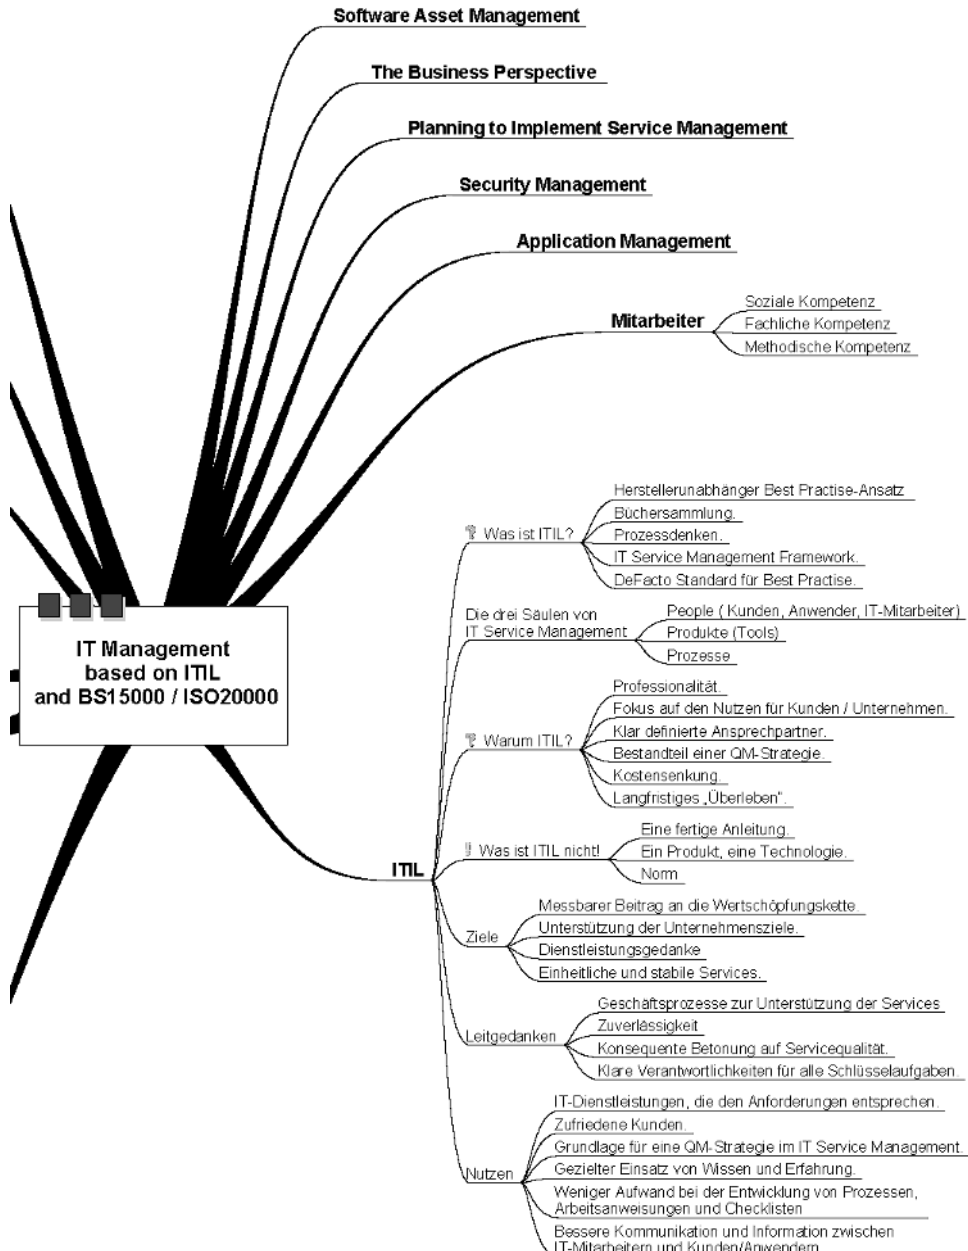 Software Asset Management
The Business Perspective
Planning to Implement Service Management
Security Management
Application Management
Mitarbeiter
Soziale Kompetenz
Fachliche Kompetenz
Methodische Kompetenz
IT Management
based on ITIL
and BS15000 / ISO20000
ITIL
Was ist ITIL?
Herstellerunabhänger Best Practise-Ansatz
Büchersammlung.
Prozessdenken.
IT Service Management Framework.
DeFacto Standard für Best Practise.
Die drei Säulen von
IT Service Management
People ( Kunden, Anwender, IT-Mitarbeiter)
Produkte (Tools)
Prozesse
Warum ITIL?
Professionalität.
Fokus auf den Nutzen für Kunden / Unternehmen.
Klar definierte Ansprechpartner.
Bestandteil einer QM-Strategie.
Kostensenkung.
Langfristiges „Überleben“.
Was ist ITIL nicht!
Eine fertige Anleitung.
Ein Produkt, eine Technologie.
Norm
Ziele
Messbarer Beitrag an die Wertschöpfungskette.
Unterstützung der Unternehmensziele.
Dienstleistungsgedanke
Einheitliche und stabile Services.
Leitgedanken
Geschäftsprozesse zur Unterstützung der Services
Zuverlässigkeit
Konsequente Betonung auf Servicequalität.
Klare Verantwortlichkeiten für alle Schlüsselaufgaben.
Nutzen
IT-Dienstleistungen, die den Anforderungen entsprechen.
Zufriedene Kunden.
Grundlage für eine QM-Strategie im IT Service Management.
Gezielter Einsatz von Wissen und Erfahrung.
Weniger Aufwand bei der Entwicklung von Prozessen,
Arbeitsanweisungen und Checklisten
Bessere Kommunikation und Information zwischen
IT-Mitarbeitern und Kunden/Anwendern